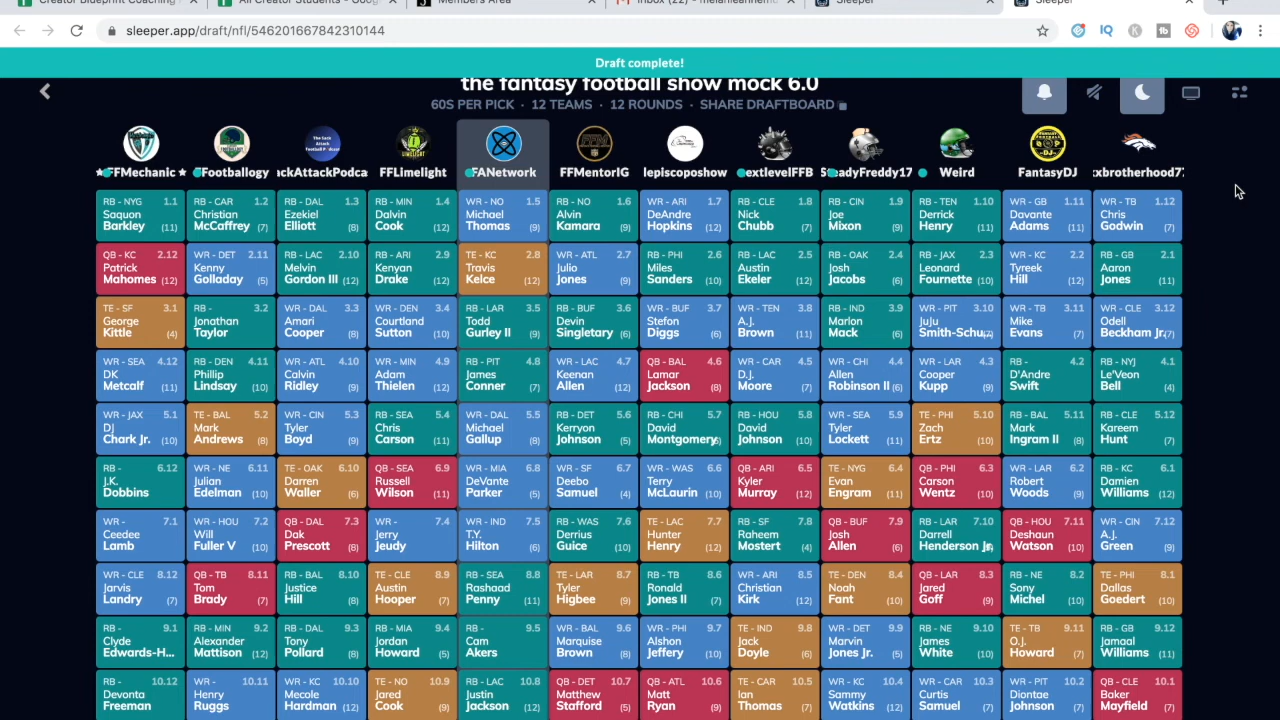 Creator Blueprint Coaching
All Creator Students - Goog
Members Area
Inbox (22) - melanieannemc
Sleeper
Sleeper
sleeper.app/draft/nfl/546201667842310144
Draft complete!
the fantasy football show mock 6.0
60S PER PICK · 12 TEAMS · 12 ROUNDS · SHARE DRAFTBOARD
FFMechanic Footballogy ckAttackPodca FFLimelight FANetwork FFMentorIG lepiscoposhow extlevelFFB eadyFreddy17 Weird FantasyDJ xbrotherhood7
RB - NYG 1.1 RB - CAR 1.2 RB - DAL 1.3 RB - MIN 1.4 WR - NO 1.5 RB - NO 1.6 WR - ARI 1.7 RB - CLE 1.8 RB - CIN 1.9 RB - TEN 1.10 WR - GB 1.11 WR - TB 1.12
Saquon Christian Ezekiel Dalvin Michael Alvin DeAndre Nick Joe Derrick Davante Chris
Barkley (11) McCaffrey (7) Elliott (8) Cook (12) Thomas (9) Kamara (9) Hopkins (12) Chubb (7) Mixon (9) Henry (11) Adams (11) Godwin (7)
QB - KC 2.12 WR - DET 2.11 RB - LAC 2.10 RB - ARI 2.9 TE - KC 2.8 WR - ATL 2.7 RB - PHI 2.6 RB - LAC 2.5 RB - OAK 2.4 RB - JAX 2.3 WR - KC 2.2 RB - GB 2.1
Patrick Kenny Melvin Kenyan Travis Julio Miles Austin Josh Leonard Tyreek Aaron
Mahomes (12) Golladay (5) Gordon III (12) Drake (12) Kelce (12) Jones (9) Sanders (10) Ekeler (12) Jacobs (6) Fournette (10) Hill (12) Jones (11)
TE - SF 3.1 RB - 3.2 WR - DAL 3.3 WR - DEN 3.4 RB - LAR 3.5 RB - BUF 3.6 WR - BUF 3.7 WR - TEN 3.8 RB - IND 3.9 WR - PIT 3.10 WR - TB 3.11 WR - CLE 3.12
George Jonathan Amari Courtland Todd Devin Stefon A.J. Marlon JuJu Mike Odell
Kittle (4) Taylor Cooper (8) Sutton (10) Gurley II (9) Singletary (6) Diggs (6) Brown (11) Mack (6) Smith-Schu... Evans (7) Beckham Jr. (7)
WR - SEA 4.12 RB - DEN 4.11 WR - ATL 4.10 WR - MIN 4.9 RB - PIT 4.8 WR - LAC 4.7 QB - BAL 4.6 WR - CAR 4.5 WR - CHI 4.4 WR - LAR 4.3 RB - 4.2 RB - NYJ 4.1
DK Phillip Calvin Adam James Keenan Lamar D.J. Allen Cooper D'Andre Le'Veon
Metcalf (11) Lindsay (10) Ridley (9) Thielen (12) Conner (7) Allen (12) Jackson (8) Moore (7) Robinson II (6) Kupp (9) Swift Bell (4)
WR - JAX 5.1 TE - BAL 5.2 WR - CIN 5.3 RB - SEA 5.4 WR - DAL 5.5 RB - DET 5.6 RB - CHI 5.7 RB - HOU 5.8 WR - SEA 5.9 TE - PHI 5.10 RB - BAL 5.11 RB - CLE 5.12
DJ Mark Tyler Chris Michael Kerryon David David Tyler Zach Mark Kareem
Chark Jr. (10) Andrews (8) Boyd (9) Carson (11) Gallup (8) Johnson (5) Montgomery Johnson (10) Lockett (11) Ertz (10) Ingram II (8) Hunt (7)
RB - 6.12 WR - NE 6.11 TE - OAK 6.10 QB - SEA 6.9 WR - MIA 6.8 WR - SF 6.7 WR - WAS 6.6 QB - ARI 6.5 TE - NYG 6.4 QB - PHI 6.3 WR - LAR 6.2 RB - KC 6.1
J.K. Julian Darren Russell DeVante Deebo Terry Kyler Evan Carson Robert Damien
Dobbins Edelman (10) Waller (6) Wilson (11) Parker (5) Samuel (4) McLaurin (10) Murray (12) Engram (11) Wentz (10) Woods (9) Williams (12)
WR - 7.1 WR - HOU 7.2 QB - DAL 7.3 WR - 7.4 WR - IND 7.5 RB - WAS 7.6 TE - LAC 7.7 RB - SF 7.8 QB - BUF 7.9 RB - LAR 7.10 QB - HOU 7.11 WR - CIN 7.12
Ceedee Will Dak Jerry T.Y. Derrius Hunter Raheem Josh Darrell Deshaun A.J.
Lamb Fuller V (10) Prescott (8) Jeudy Hilton (6) Guice (10) Henry (12) Mostert (4) Allen (6) Henderson Jr. Watson (10) Green (9)
WR - CLE 8.12 QB - TB 8.11 RB - BAL 8.10 TE - CLE 8.9 RB - SEA 8.8 TE - LAR 8.7 RB - TB 8.6 WR - ARI 8.5 TE - DEN 8.4 QB - LAR 8.3 RB - NE 8.2 TE - PHI 8.1
Jarvis Tom Justice Austin Rashaad Tyler Ronald Christian Noah Jared Sony Dallas
Landry (7) Brady (7) Hill (8) Hooper (7) Penny (11) Higbee (9) Jones II (7) Kirk (12) Fant (10) Goff (9) Michel (10) Goedert (10)
RB - 9.1 RB - MIN 9.2 RB - DAL 9.3 RB - MIA 9.4 RB - 9.5 WR - BAL 9.6 WR - PHI 9.7 TE - IND 9.8 WR - DET 9.9 RB - NE 9.10 TE - TB 9.11 RB - GB 9.12
Clyde Alexander Tony Jordan Cam Marquise Alshon Jack Marvin James O.J. Jamaal
Edwards-H... Mattison (12) Pollard (8) Howard (5) Akers Brown (8) Jeffery (10) Doyle (6) Jones Jr. (5) White (10) Howard (7) Williams (11)
RB - 10.12 WR - 10.11 WR - KC 10.10 TE - NO 10.9 RB - LAC 10.8 QB - DET 10.7 QB - ATL 10.6 TE - CAR 10.5 WR - KC 10.4 WR - CAR 10.3 WR - PIT 10.2 QB - CLE 10.1
Devonta Henry Mecole Jared Justin Matthew Matt Ian Sammy Curtis Diontae Baker
Freeman Ruggs Hardman (12) Cook (9) Jackson (12) Stafford (5) Ryan (9) Thomas (7) Watkins (12) Samuel (7) Johnson (7) Mayfield (7)